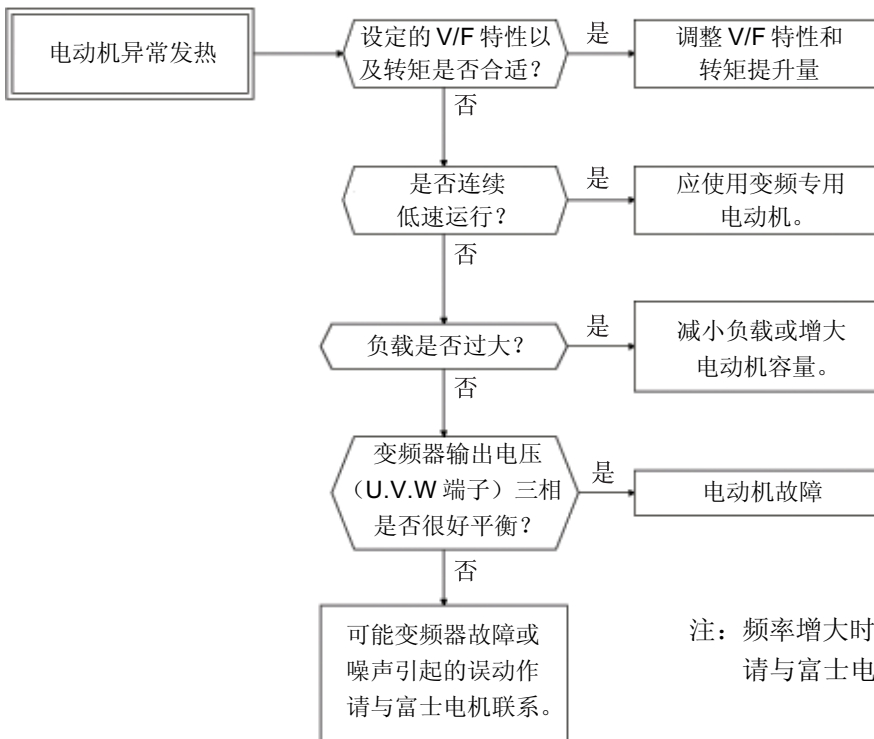 电动机异常发热
设定的 V/F 特性以
及转矩是否合适？
是
调整 V/F 特性和
转矩提升量
否
是否连续
低速运行？
是
应使用变频专用
电动机。
否
负载是否过大？
是
减小负载或增大
电动机容量。
否
变频器输出电压
（U.V.W 端子）三相
是否很好平衡？
是
电动机故障
否
可能变频器故障或
噪声引起的误动作
请与富士电机联系。
注：频率增大时
请与富士电